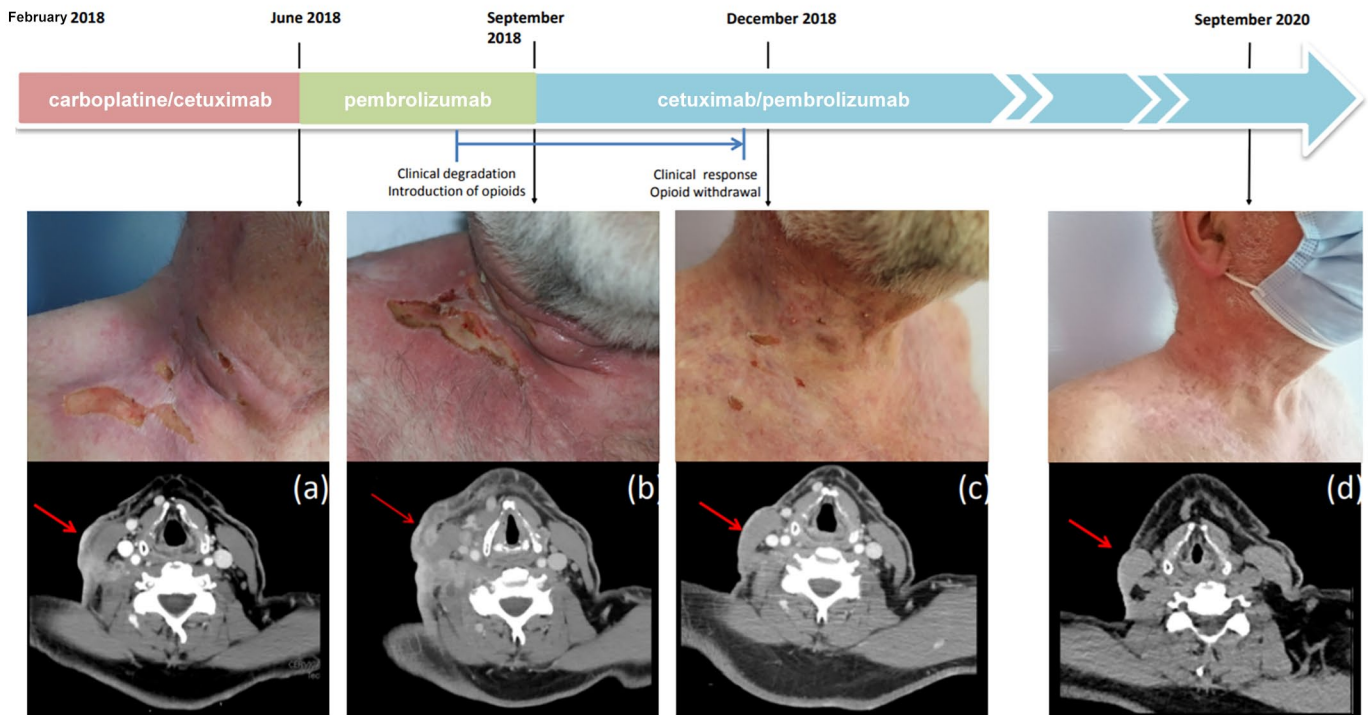 February 2018
June 2018
September
2018
December 2018
September 2020
carboplatine/cetuximab
pembrolizumab
cetuximab/pembrolizumab
Clinical degradation
Introduction of opioids
Clinical response
Opioid withdrawal
(a)
(b)
(c)
(d)